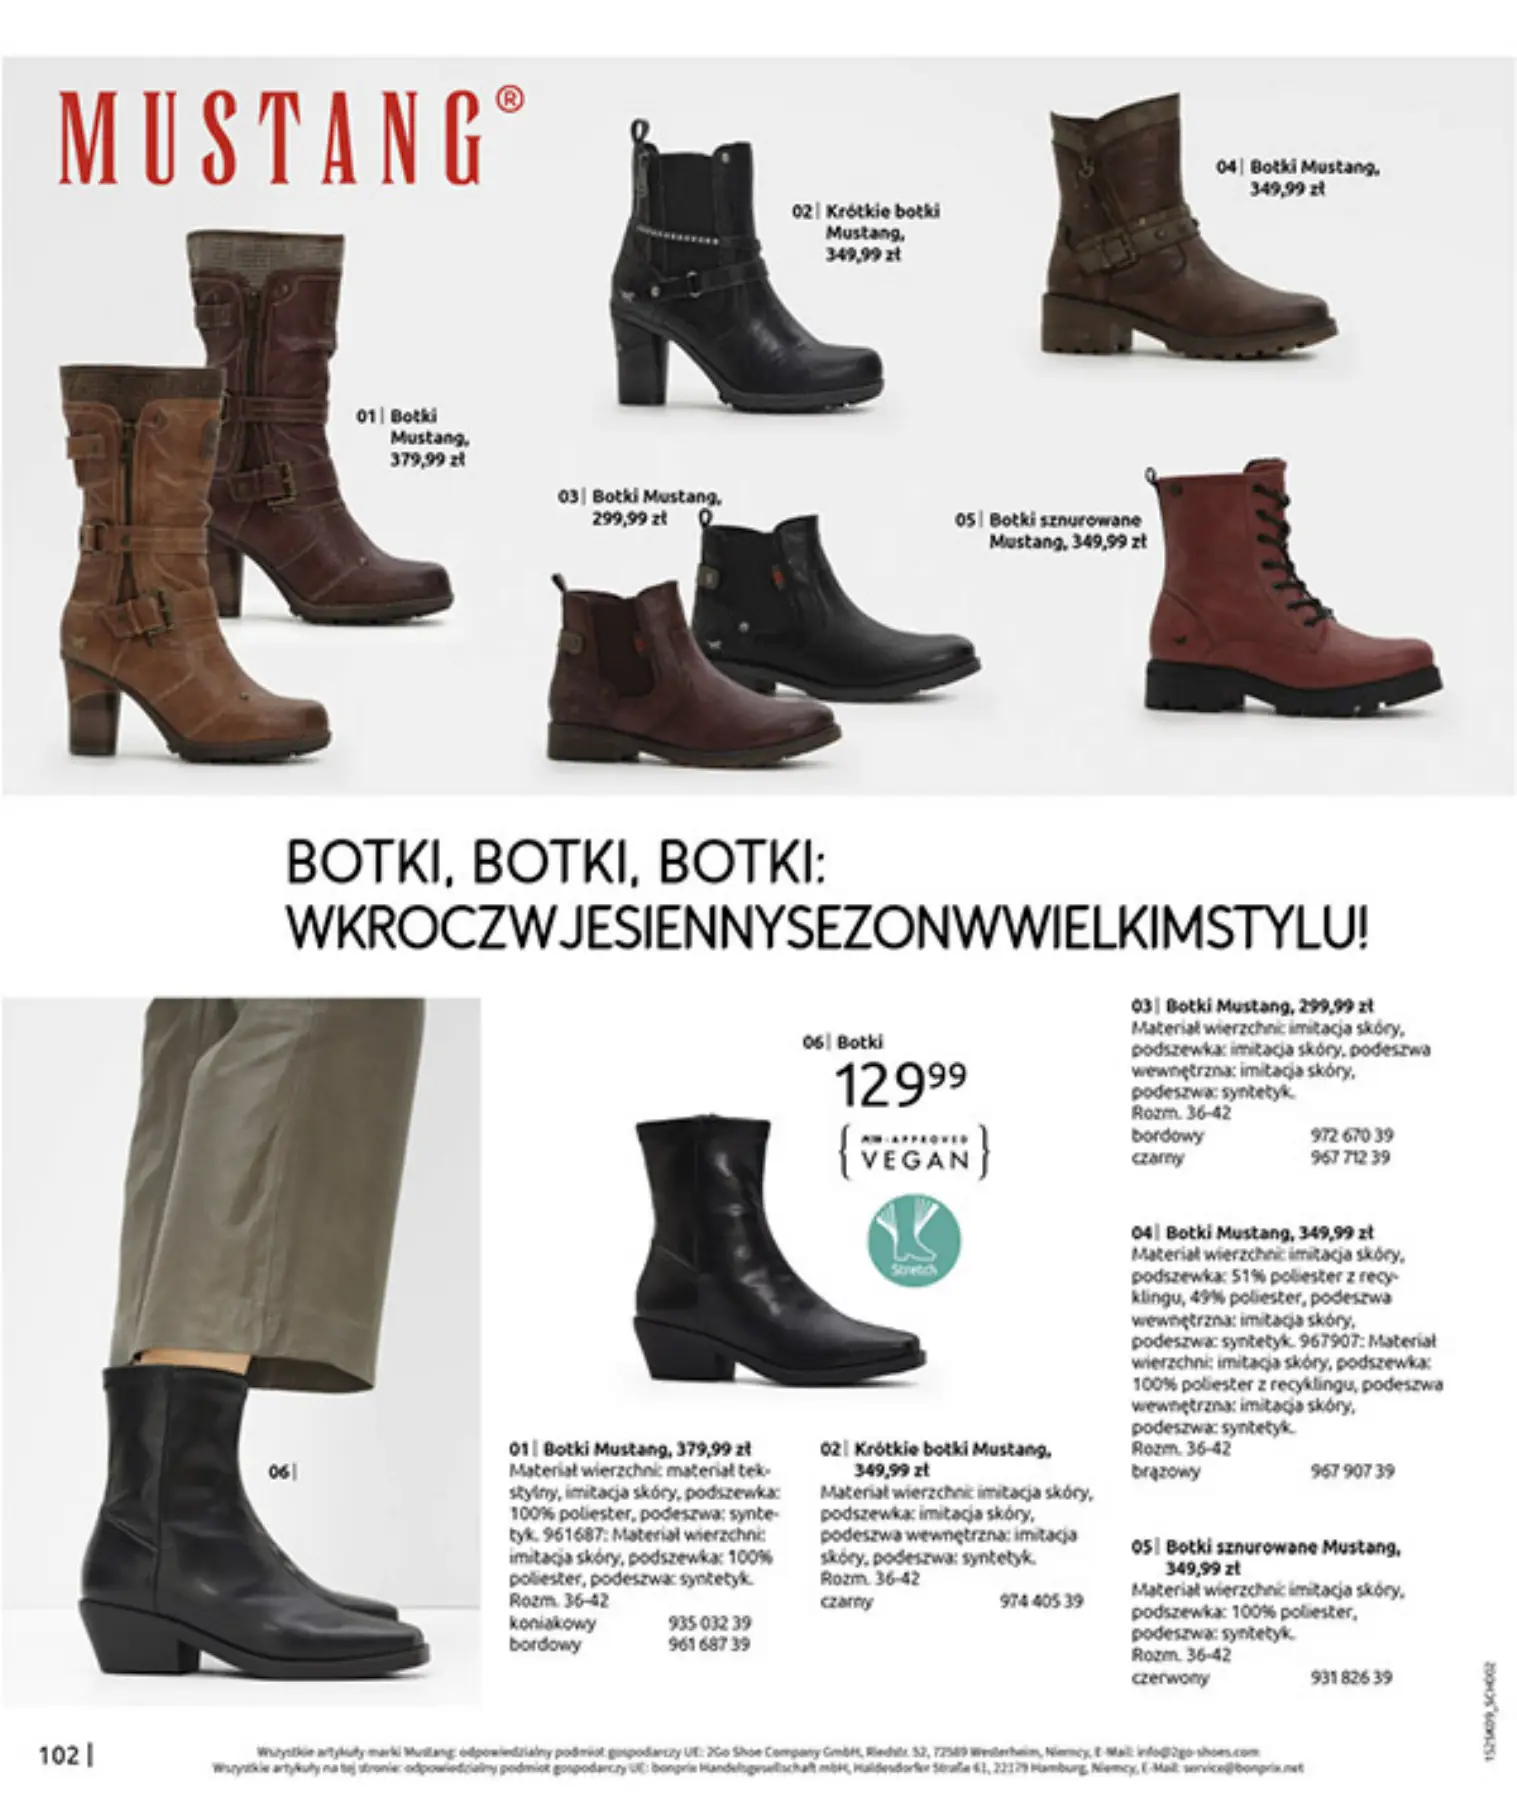 MUSTANG®
01| Botki
Mustang,
379,99 zł
02| Krótkie botki
Mustang,
349,99 zł
04| Botki Mustang,
349,99 zł
03| Botki Mustang,
299,99 zł
05| Botki sznurowane
Mustang, 349,99 zł
BOTKI, BOTKI, BOTKI:
WKROCZWJESIENNYSEZONWWIELKIMSTYLU!
06|
06| Botki
129⁹⁹
APPROVED
VEGAN
Stretch
01| Botki Mustang, 379,99 zł
Materiał wierzchni: materiał tek-
stylny, imitacja skóry, podszewka:
100% poliester, podeszwa: synte-
tyk. 961687: Materiał wierzchni:
imitacja skóry, podszewka: 100%
poliester, podeszwa: syntetyk.
Rozm. 36-42
koniakowy 935 032 39
bordowy 961 687 39
02| Krótkie botki Mustang,
349,99 zł
Materiał wierzchni: imitacja skóry,
podszewka: imitacja skóry,
podeszwa wewnętrzna: imitacja
skóry, podeszwa: syntetyk.
Rozm. 36-42
czarny 974 405 39
03| Botki Mustang, 299,99 zł
Materiał wierzchni: imitacja skóry,
podszewka: imitacja skóry, podeszwa
wewnętrzna: imitacja skóry,
podeszwa: syntetyk.
Rozm. 36-42
bordowy 972 670 39
czarny 967 712 39
04| Botki Mustang, 349,99 zł
Materiał wierzchni: imitacja skóry,
podszewka: 51% poliester z recy-
klingu, 49% poliester, podeszwa
wewnętrzna: imitacja skóry,
podeszwa: syntetyk. 967907: Materiał
wierzchni: imitacja skóry, podszewka:
100% poliester z recyklingu, podeszwa
wewnętrzna: imitacja skóry,
podeszwa: syntetyk.
Rozm. 36-42
brązowy 967 907 39
05| Botki sznurowane Mustang,
349,99 zł
Materiał wierzchni: imitacja skóry,
podszewka: 100% poliester,
podeszwa: syntetyk.
Rozm. 36-42
czerwony 931 826 39
102|
Wszystkie artykuły marki Mustang: odpowiedzialny podmiot gospodarczy UE: 2Go Shoe Company GmbH, Riedstr. 52, 72589 Westerheim, Niemcy, E-Mail: info@2go-shoes.com
Wszystkie artykuły na tej stronie: odpowiedzialny podmiot gospodarczy UE: bonprix Handelsgesellschaft mbH, Haldesdorfer Straße 61, 22179 Hamburg, Niemcy, E-Mail: service@bonprix.net
152SK09_SCH002